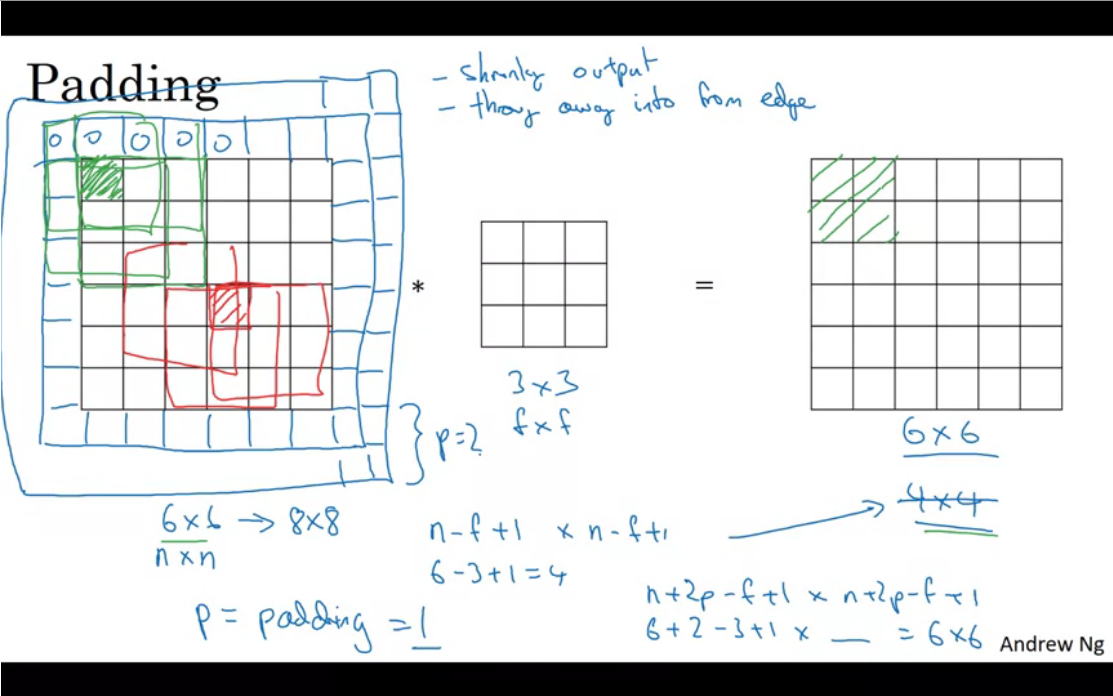 Padding
- shrinky output
- throw away info from edge
0 0 0 0 0
*
=
3×3
f×f
p=2
6×6
4×4
6×6 → 8×8
n×n
n-f+1 × n-f+1
6-3+1=4
p = padding = 1
n+2p-f+1 × n+2p-f+1
6+2-3+1 × __ = 6×6
Andrew Ng